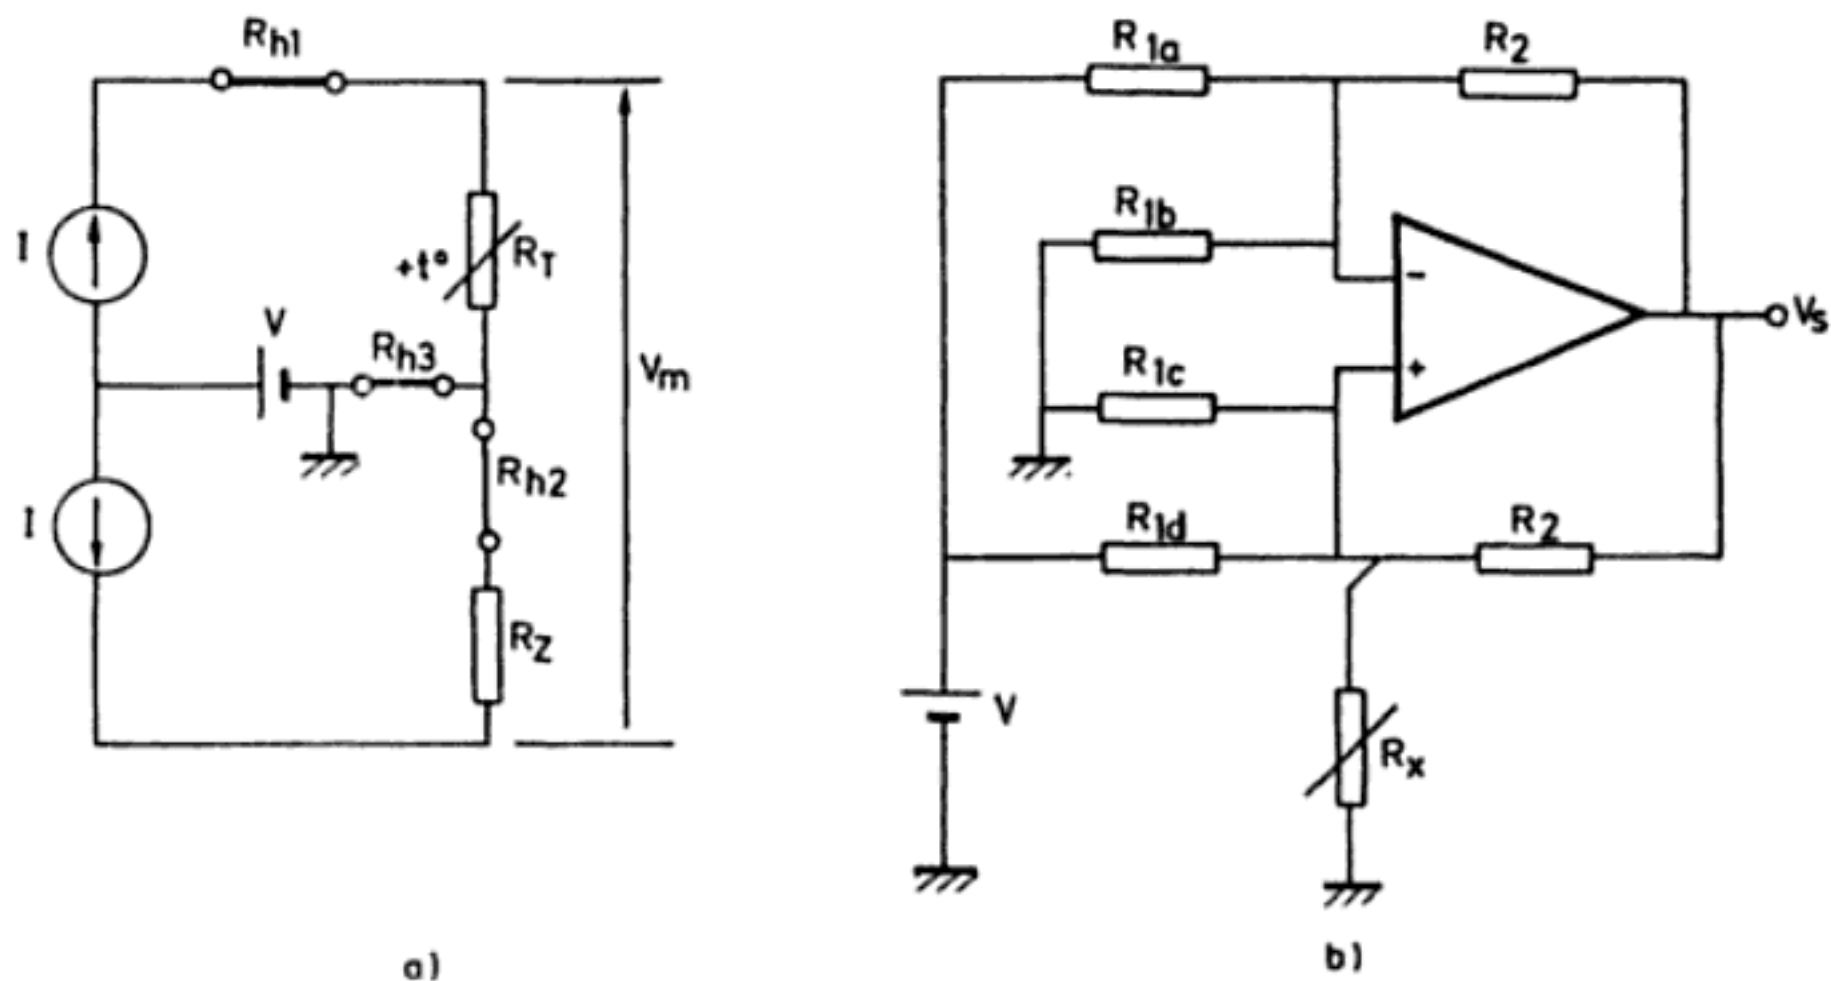 Rh1
I
+t°
RT
V
Rh3
Vm
Rh2
I
RZ
a)
R1a
R2
R1b
-
Vs
R1c
+
R1d
R2
V
Rx
b)